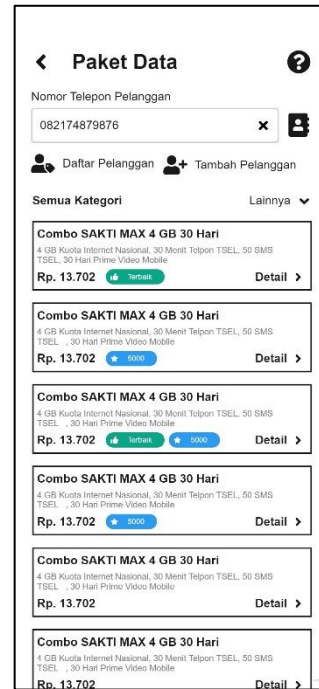 Paket Data
Nomor Telepon Pelanggan
082174879876
Daftar Pelanggan Tambah Pelanggan
Semua Kategori Lainnya
Combo SAKTI MAX 4 GB 30 Hari
4 GB Kuota Internet Nasional, 30 Menit Telpon TSEL, 50 SMS
TSEL, 30 Hari Prime Video Mobile
Rp. 13.702 Terbaik Detail
Combo SAKTI MAX 4 GB 30 Hari
4 GB Kuota Internet Nasional, 30 Menit Telpon TSEL, 50 SMS
TSEL , 30 Hari Prime Video Mobile
Rp. 13.702 5000 Detail
Combo SAKTI MAX 4 GB 30 Hari
4 GB Kuota Internet Nasional, 30 Menit Telpon TSEL, 50 SMS
TSEL , 30 Hari Prime Video Mobile
Rp. 13.702 Terbaik 5000 Detail
Combo SAKTI MAX 4 GB 30 Hari
4 GB Kuota Internet Nasional, 30 Menit Telpon TSEL, 50 SMS
TSEL , 30 Hari Prime Video Mobile
Rp. 13.702 5000 Detail
Combo SAKTI MAX 4 GB 30 Hari
4 GB Kuota Internet Nasional, 30 Menit Telpon TSEL, 50 SMS
TSEL , 30 Hari Prime Video Mobile
Rp. 13.702 Detail
Combo SAKTI MAX 4 GB 30 Hari
4 GB Kuota Internet Nasional, 30 Menit Telpon TSEL, 50 SMS
TSEL , 30 Hari Prime Video Mobile
Rp. 13.702 Detail